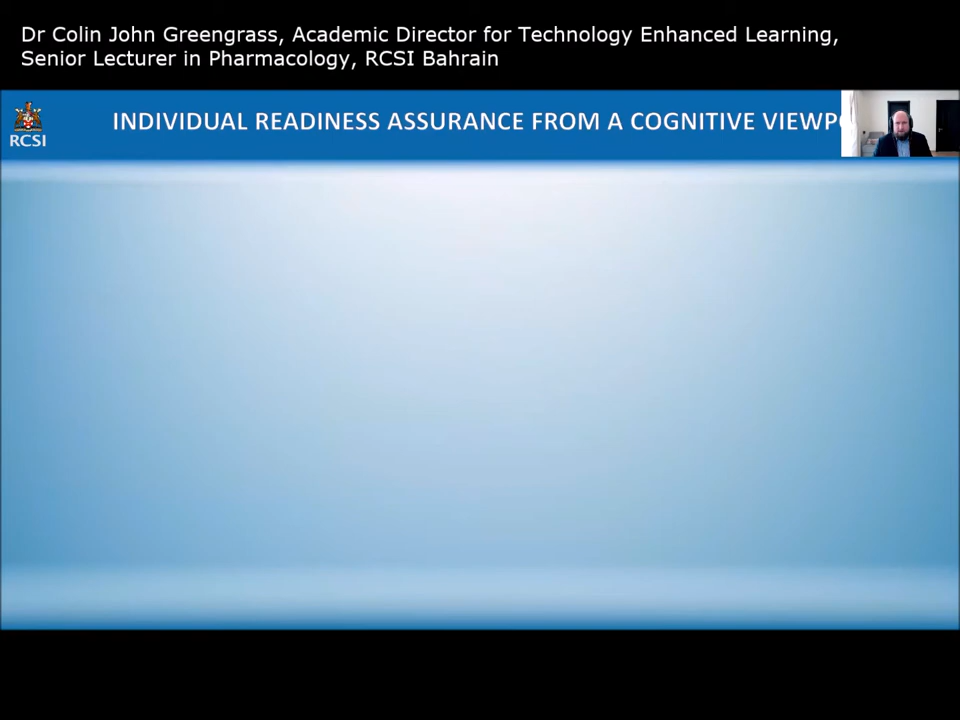 Dr Colin John Greengrass, Academic Director for Technology Enhanced Learning,
Senior Lecturer in Pharmacology, RCSI Bahrain
INDIVIDUAL READINESS ASSURANCE FROM A COGNITIVE VIEWPO
RCSI